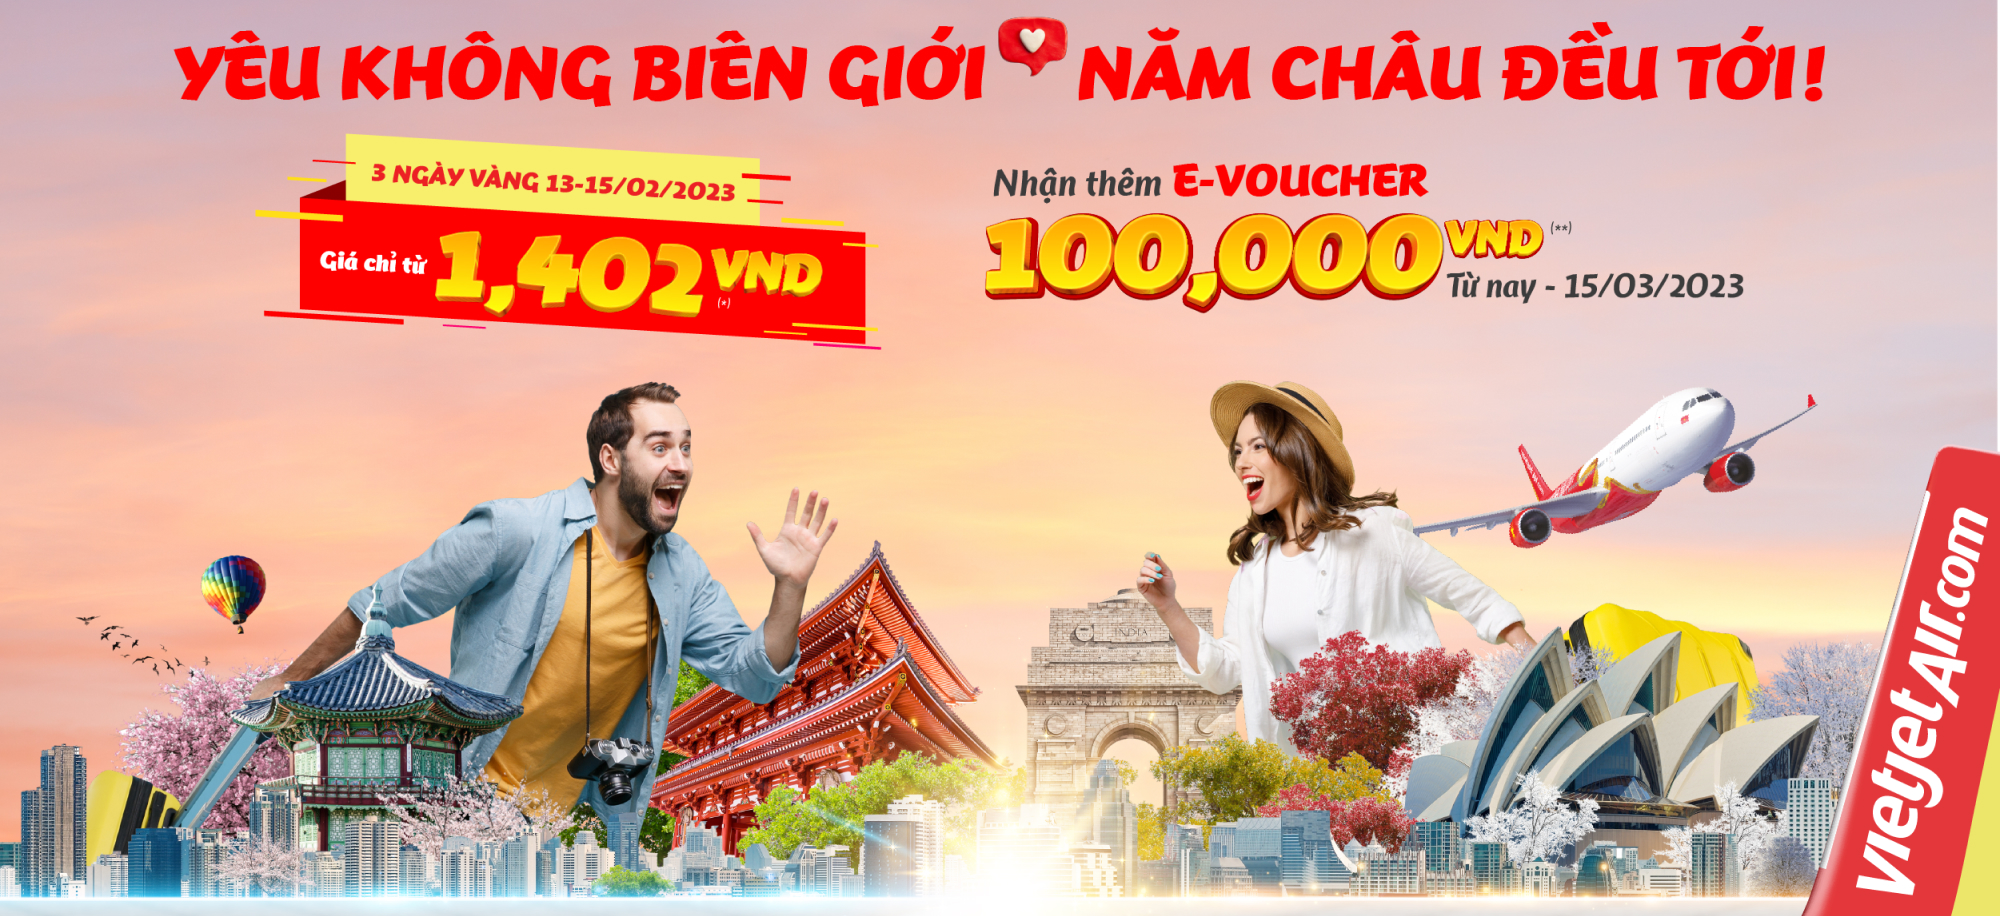 YÊU KHÔNG BIÊN GIỚI NĂM CHÂU ĐỀU TỚI!
3 NGÀY VÀNG 13-15/02/2023
Giá chỉ từ 1,402 VND (*)
Nhận thêm E-VOUCHER
100,000 VND (**)
Từ nay - 15/03/2023
INDIA
vietjetAir.com